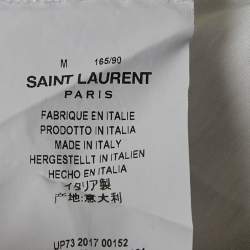 M 165/90
SAINT LAURENT
PARIS
FABRIQUE EN ITALIE
PRODOTTO IN ITALIA
MADE IN ITALY
HERGESTELLT IN ITALIEN
HECHO EN ITALIA
イタリア製
产地:意大利
UP73 2017 00152